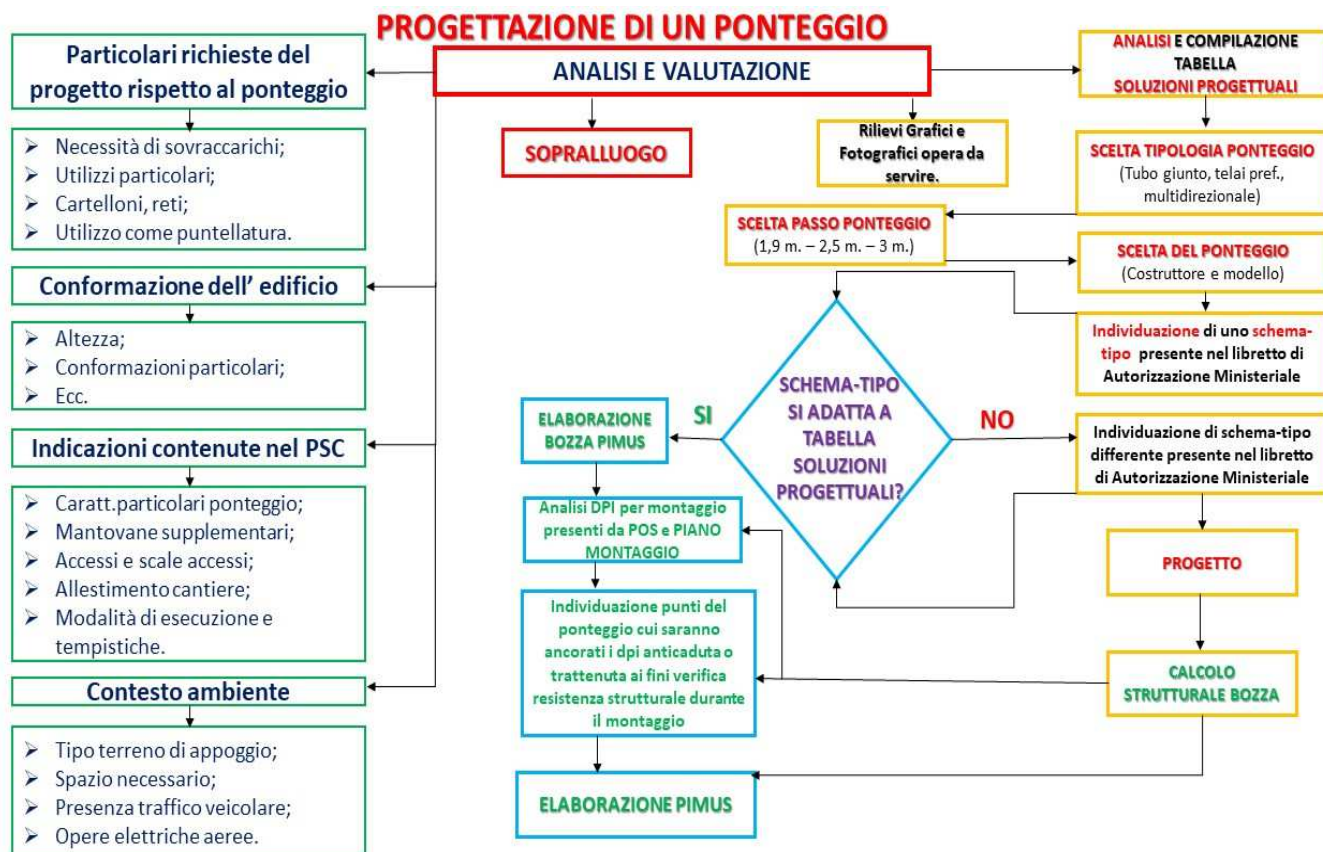 PROGETTAZIONE DI UN PONTEGGIO
ANALISI E VALUTAZIONE
Particolari richieste del
progetto rispetto al ponteggio
➢ Necessità di sovraccarichi;
➢ Utilizzi particolari;
➢ Cartelloni, reti;
➢ Utilizzo come puntellatura.
Conformazione dell' edificio
➢ Altezza;
➢ Conformazioni particolari;
➢ Ecc.
Indicazioni contenute nel PSC
➢ Caratt.particolari ponteggio;
➢ Mantovane supplementari;
➢ Accessi e scale accessi;
➢ Allestimento cantiere;
➢ Modalità di esecuzione e
tempistiche.
Contesto ambiente
➢ Tipo terreno di appoggio;
➢ Spazio necessario;
➢ Presenza traffico veicolare;
➢ Opere elettriche aeree.
SOPRALLUOGO
Rilievi Grafici e
Fotografici opera da
servire.
ANALISI E COMPILAZIONE
TABELLA
SOLUZIONI PROGETTUALI
SCELTA TIPOLOGIA PONTEGGIO
(Tubo giunto, telai pref.,
multidirezionale)
SCELTA PASSO PONTEGGIO
(1,9 m. – 2,5 m. – 3 m.)
SCELTA DEL PONTEGGIO
(Costruttore e modello)
Individuazione di uno schema-
tipo presente nel libretto di
Autorizzazione Ministeriale
SCHEMA-TIPO
SI ADATTA A
TABELLA
SOLUZIONI
PROGETTUALI?
SI
NO
ELABORAZIONE
BOZZA PIMUS
Analisi DPI per montaggio
presenti da POS e PIANO
MONTAGGIO
Individuazione punti del
ponteggio cui saranno
ancorati i dpi anticaduta o
trattenuta ai fini verifica
resistenza strutturale durante
il montaggio
ELABORAZIONE PIMUS
Individuazione di schema-tipo
differente presente nel libretto
di Autorizzazione Ministeriale
PROGETTO
CALCOLO
STRUTTURALE BOZZA